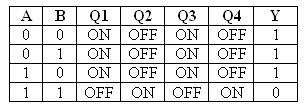 A B Q1 Q2 Q3 Q4 Y
0 0 ON OFF ON OFF 1
0 1 ON OFF ON OFF 1
1 0 ON OFF ON OFF 1
1 1 OFF ON OFF ON 0